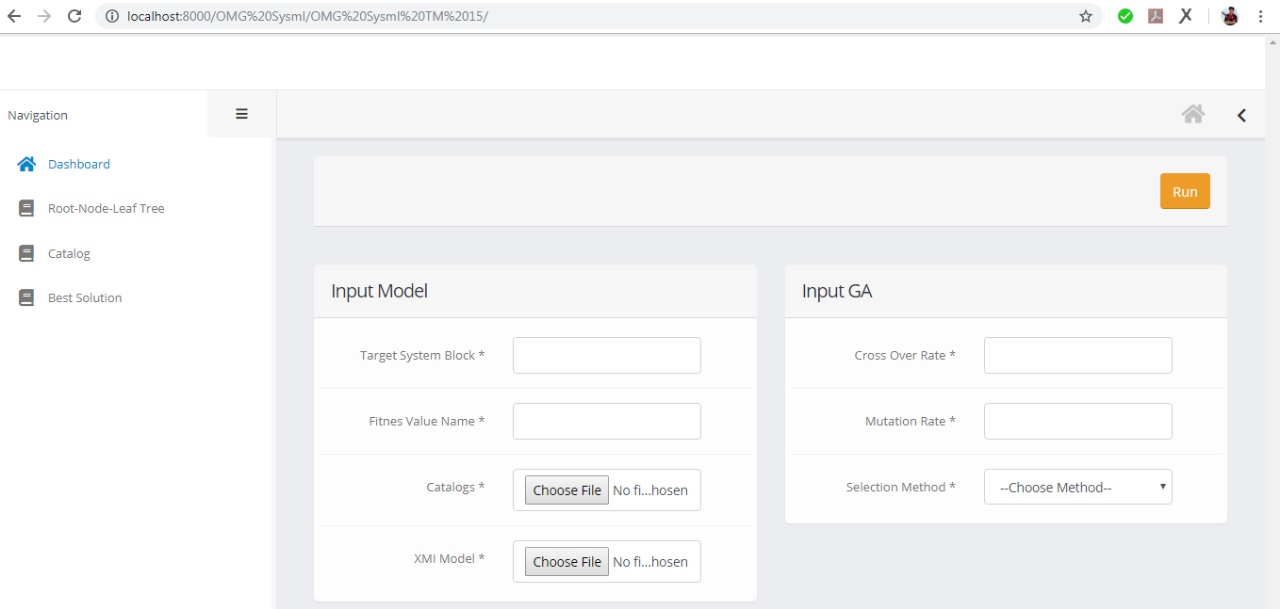 localhost:8000/OMG%20Sysml/OMG%20Sysml%20TM%2015/
Navigation
Dashboard
Root-Node-Leaf Tree
Catalog
Best Solution
Run
Input Model
Target System Block *
Fitnes Value Name *
Catalogs * Choose File No fi...hosen
XMI Model * Choose File No fi...hosen
Input GA
Cross Over Rate *
Mutation Rate *
Selection Method * --Choose Method--